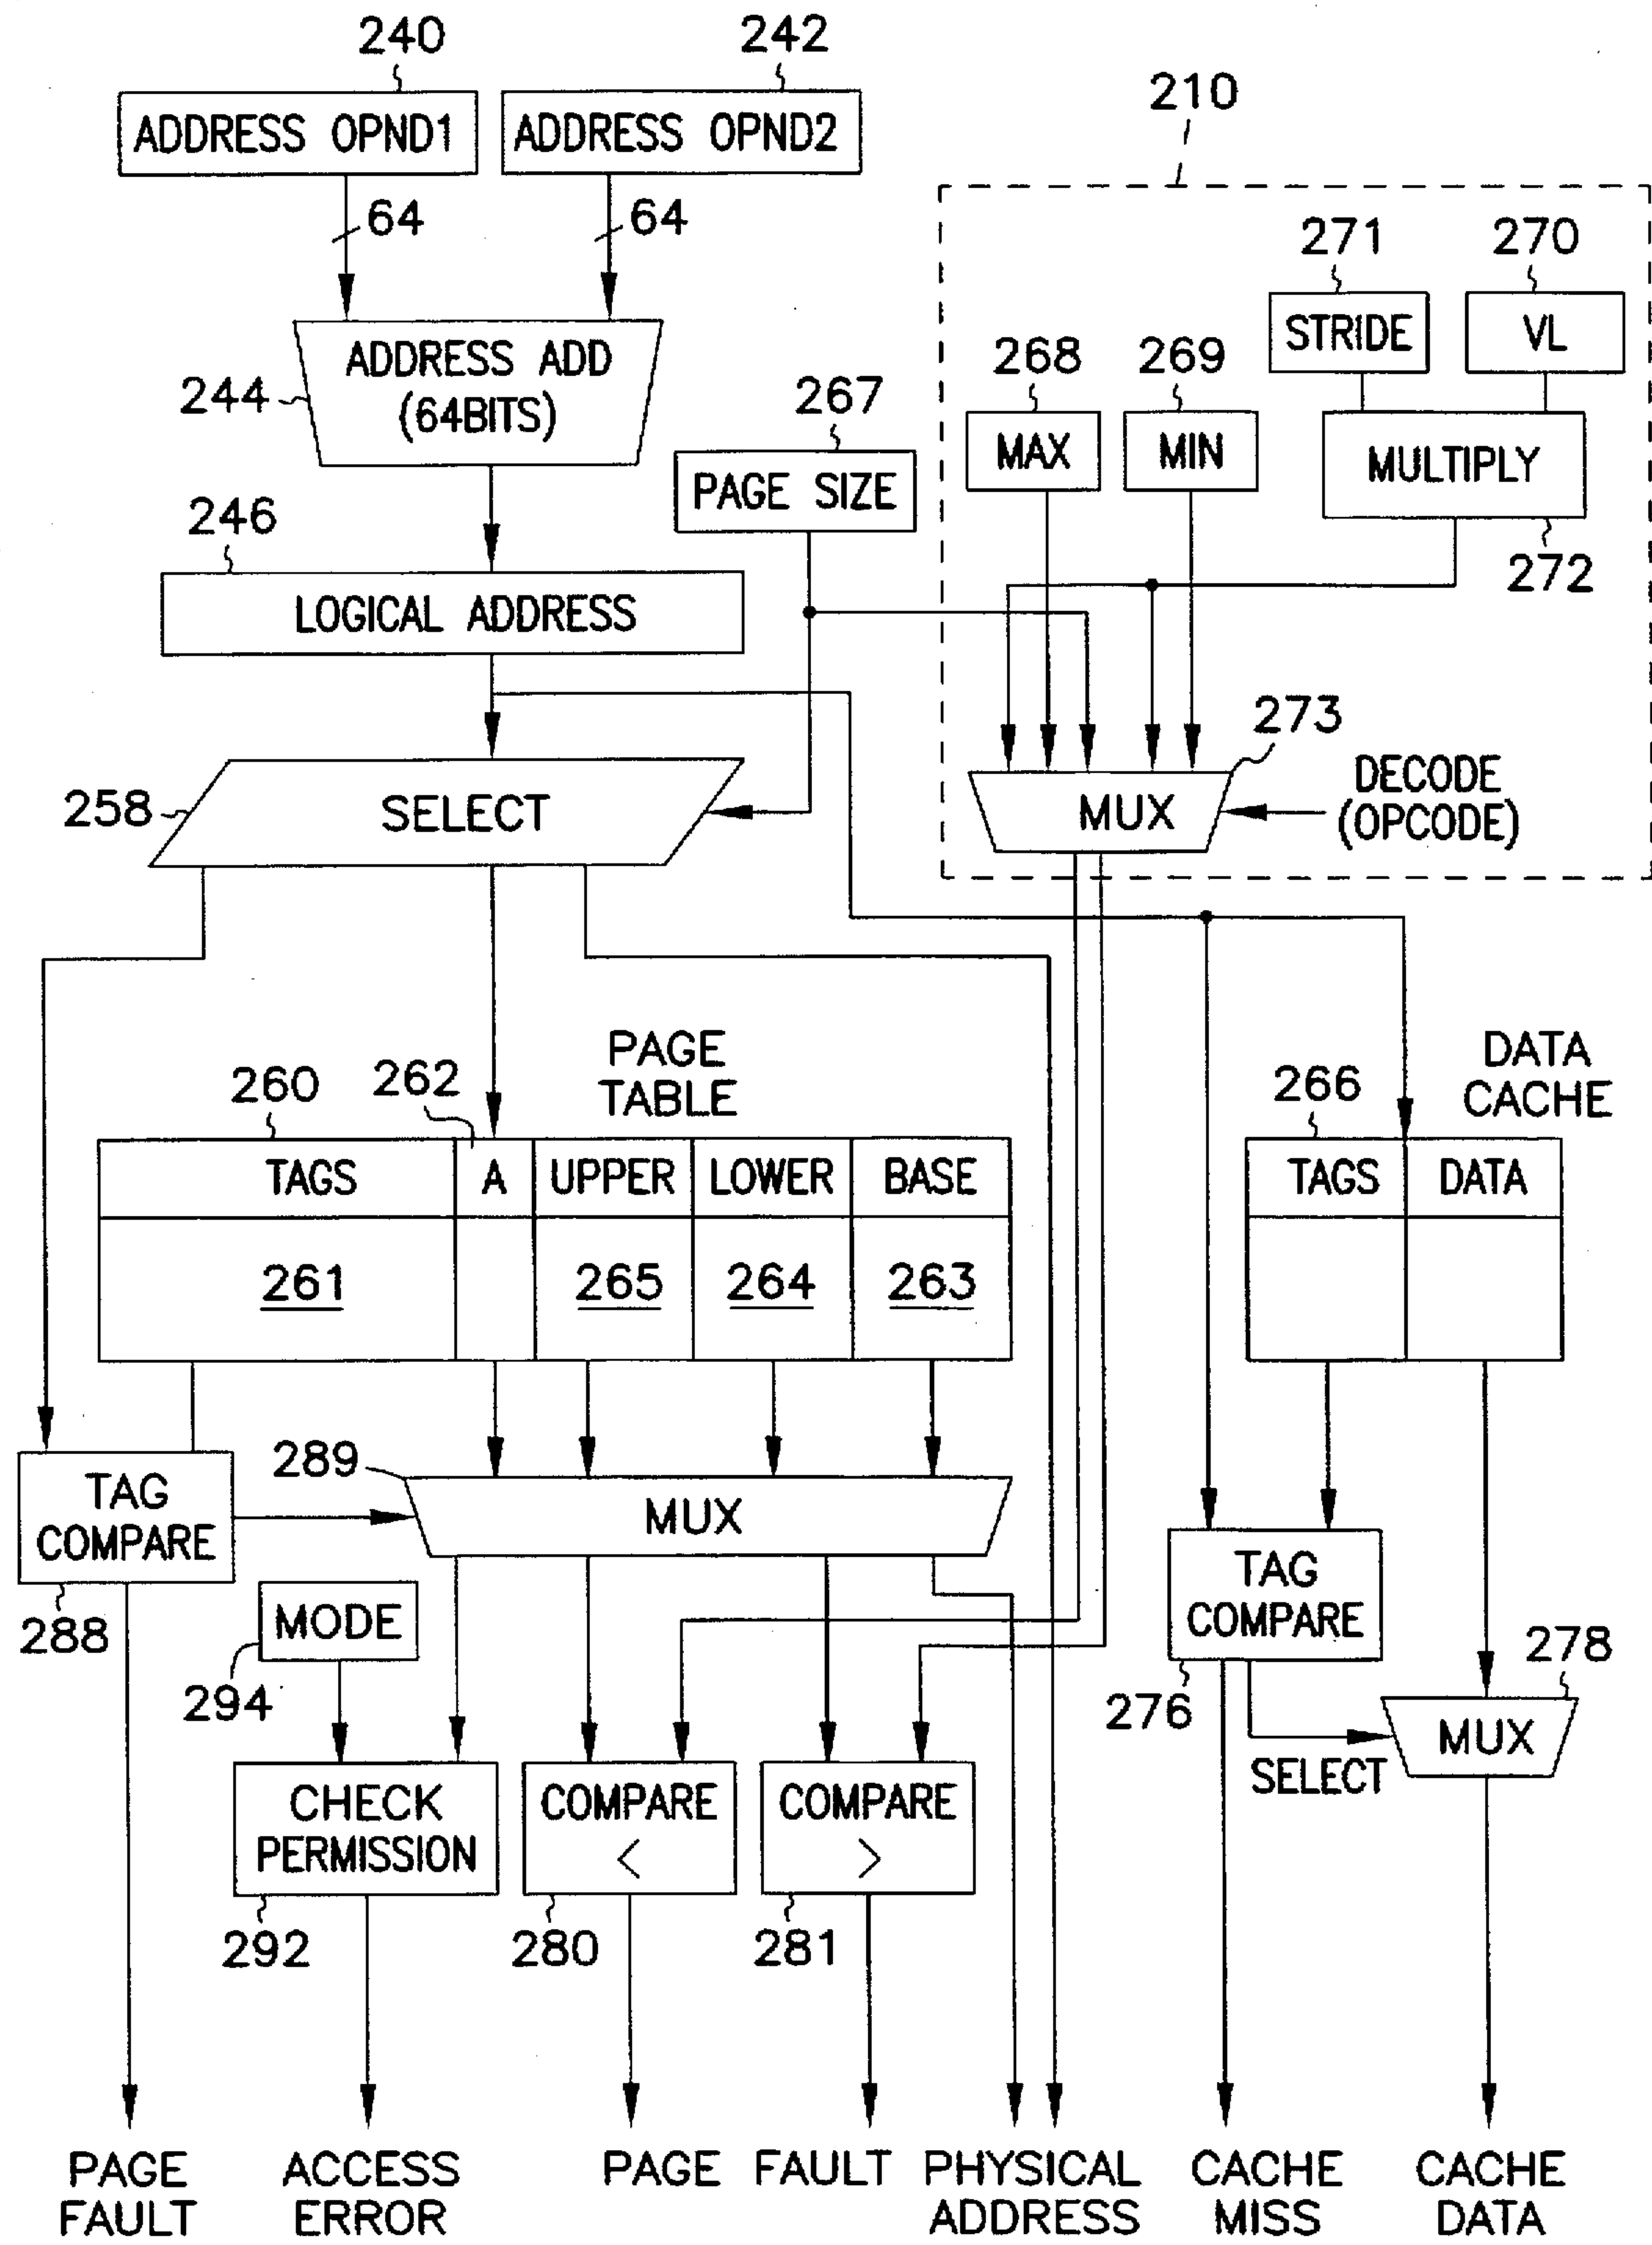 240
242
210
ADDRESS OPND1
ADDRESS OPND2
64
64
271
270
STRIDE
VL
268
269
MAX
MIN
MULTIPLY
272
ADDRESS ADD
(64BITS)
244
267
PAGE SIZE
246
LOGICAL ADDRESS
273
258
SELECT
MUX
DECODE
(OPCODE)
PAGE
TABLE
260
262
DATA
CACHE
266
TAGS
A
UPPER
LOWER
BASE
TAGS
DATA
261
265
264
263
289
TAG
COMPARE
MUX
288
MODE
294
TAG
COMPARE
276
278
SELECT
MUX
CHECK
PERMISSION
COMPARE
<
COMPARE
>
292
280
281
PAGE
FAULT
ACCESS
ERROR
PAGE FAULT
PHYSICAL
ADDRESS
CACHE
MISS
CACHE
DATA